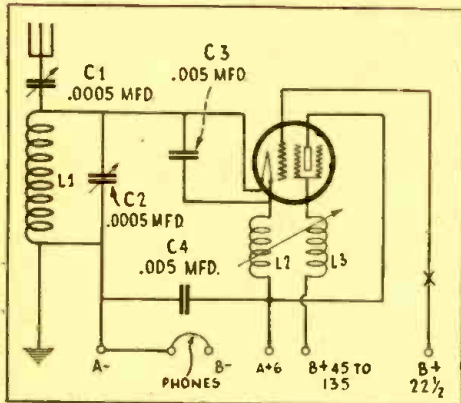 C1
.0005 MFD.
C3
.005 MFD.
L1
C2
.0005 MFD.
C4
.005 MFD.
L2
L3
A-
PHONES
B-
A+6
B+45 TO
135
B+
22½